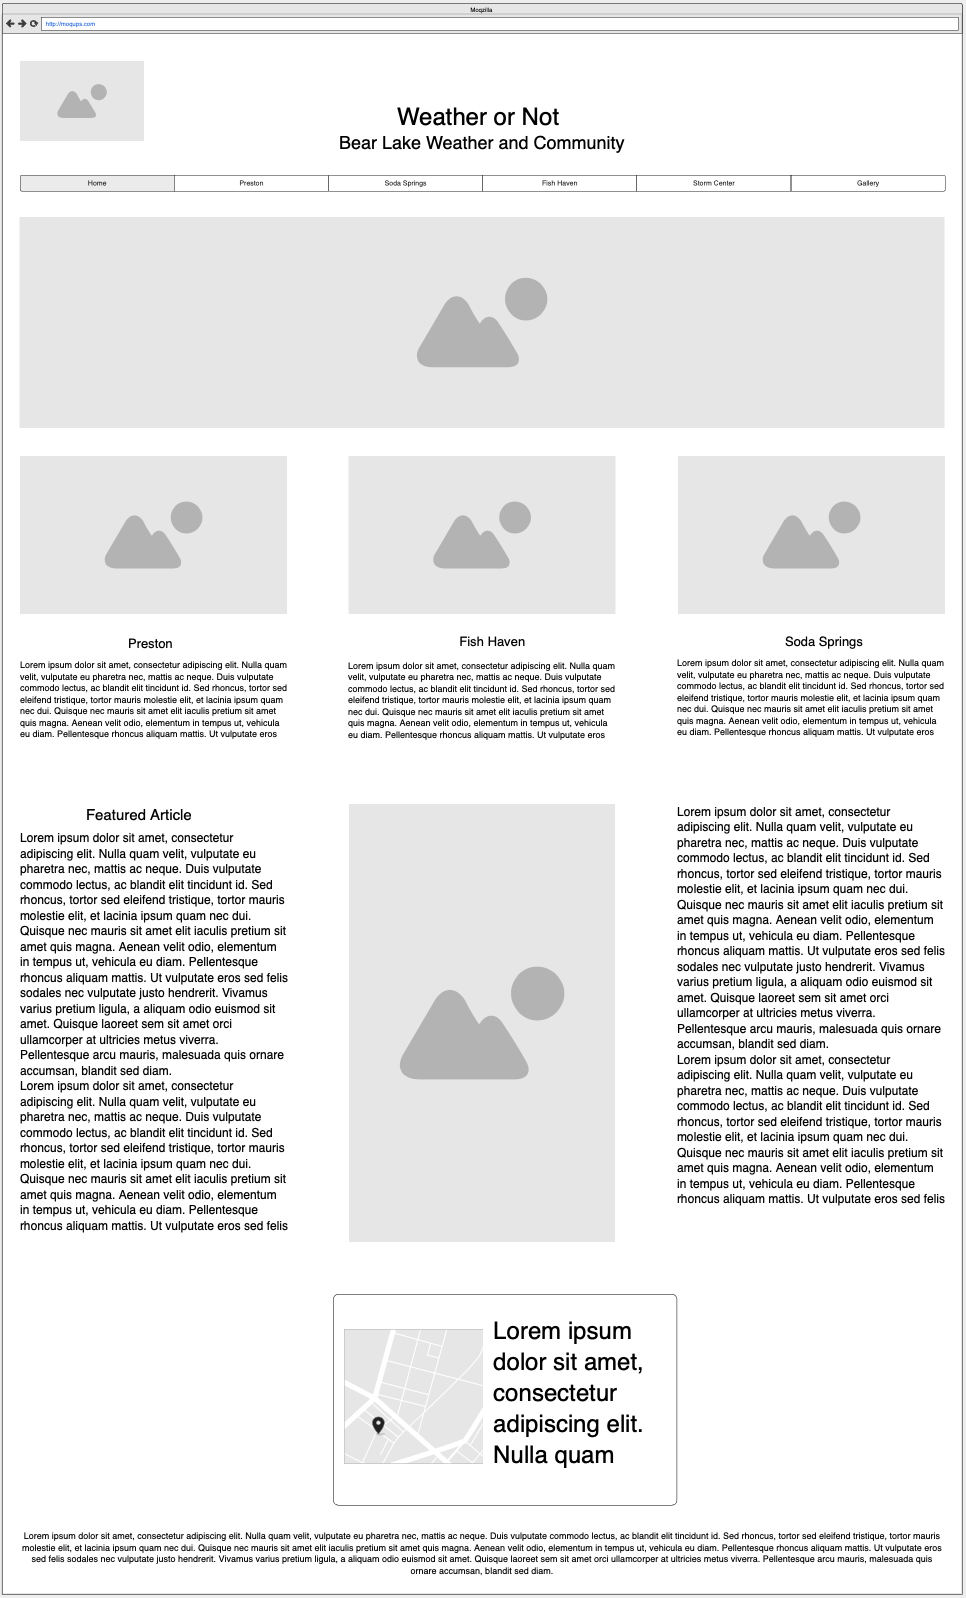 Moqzilla
http://moqups.com
Weather or Not
Bear Lake Weather and Community
Home
Preston
Soda Springs
Fish Haven
Storm Center
Gallery
Preston
Lorem ipsum dolor sit amet, consectetur adipiscing elit. Nulla quam
velit, vulputate eu pharetra nec, mattis ac neque. Duis vulputate
commodo lectus, ac blandit elit tincidunt id. Sed rhoncus, tortor sed
eleifend tristique, tortor mauris molestie elit, et lacinia ipsum quam
nec dui. Quisque nec mauris sit amet elit iaculis pretium sit amet
quis magna. Aenean velit odio, elementum in tempus ut, vehicula
eu diam. Pellentesque rhoncus aliquam mattis. Ut vulputate eros
Fish Haven
Lorem ipsum dolor sit amet, consectetur adipiscing elit. Nulla quam
velit, vulputate eu pharetra nec, mattis ac neque. Duis vulputate
commodo lectus, ac blandit elit tincidunt id. Sed rhoncus, tortor sed
eleifend tristique, tortor mauris molestie elit, et lacinia ipsum quam
nec dui. Quisque nec mauris sit amet elit iaculis pretium sit amet
quis magna. Aenean velit odio, elementum in tempus ut, vehicula
eu diam. Pellentesque rhoncus aliquam mattis. Ut vulputate eros
Soda Springs
Lorem ipsum dolor sit amet, consectetur adipiscing elit. Nulla quam
velit, vulputate eu pharetra nec, mattis ac neque. Duis vulputate
commodo lectus, ac blandit elit tincidunt id. Sed rhoncus, tortor sed
eleifend tristique, tortor mauris molestie elit, et lacinia ipsum quam
nec dui. Quisque nec mauris sit amet elit iaculis pretium sit amet
quis magna. Aenean velit odio, elementum in tempus ut, vehicula
eu diam. Pellentesque rhoncus aliquam mattis. Ut vulputate eros
Featured Article
Lorem ipsum dolor sit amet, consectetur
adipiscing elit. Nulla quam velit, vulputate eu
pharetra nec, mattis ac neque. Duis vulputate
commodo lectus, ac blandit elit tincidunt id. Sed
rhoncus, tortor sed eleifend tristique, tortor mauris
molestie elit, et lacinia ipsum quam nec dui.
Quisque nec mauris sit amet elit iaculis pretium sit
amet quis magna. Aenean velit odio, elementum
in tempus ut, vehicula eu diam. Pellentesque
rhoncus aliquam mattis. Ut vulputate eros sed felis
sodales nec vulputate justo hendrerit. Vivamus
varius pretium ligula, a aliquam odio euismod sit
amet. Quisque laoreet sem sit amet orci
ullamcorper at ultricies metus viverra.
Pellentesque arcu mauris, malesuada quis ornare
accumsan, blandit sed diam.
Lorem ipsum dolor sit amet, consectetur
adipiscing elit. Nulla quam velit, vulputate eu
pharetra nec, mattis ac neque. Duis vulputate
commodo lectus, ac blandit elit tincidunt id. Sed
rhoncus, tortor sed eleifend tristique, tortor mauris
molestie elit, et lacinia ipsum quam nec dui.
Quisque nec mauris sit amet elit iaculis pretium sit
amet quis magna. Aenean velit odio, elementum
in tempus ut, vehicula eu diam. Pellentesque
rhoncus aliquam mattis. Ut vulputate eros sed felis
Lorem ipsum dolor sit amet, consectetur
adipiscing elit. Nulla quam velit, vulputate eu
pharetra nec, mattis ac neque. Duis vulputate
commodo lectus, ac blandit elit tincidunt id. Sed
rhoncus, tortor sed eleifend tristique, tortor mauris
molestie elit, et lacinia ipsum quam nec dui.
Quisque nec mauris sit amet elit iaculis pretium sit
amet quis magna. Aenean velit odio, elementum
in tempus ut, vehicula eu diam. Pellentesque
rhoncus aliquam mattis. Ut vulputate eros sed felis
sodales nec vulputate justo hendrerit. Vivamus
varius pretium ligula, a aliquam odio euismod sit
amet. Quisque laoreet sem sit amet orci
ullamcorper at ultricies metus viverra.
Pellentesque arcu mauris, malesuada quis ornare
accumsan, blandit sed diam.
Lorem ipsum dolor sit amet, consectetur
adipiscing elit. Nulla quam velit, vulputate eu
pharetra nec, mattis ac neque. Duis vulputate
commodo lectus, ac blandit elit tincidunt id. Sed
rhoncus, tortor sed eleifend tristique, tortor mauris
molestie elit, et lacinia ipsum quam nec dui.
Quisque nec mauris sit amet elit iaculis pretium sit
amet quis magna. Aenean velit odio, elementum
in tempus ut, vehicula eu diam. Pellentesque
rhoncus aliquam mattis. Ut vulputate eros sed felis
Lorem ipsum
dolor sit amet,
consectetur
adipiscing elit.
Nulla quam
Lorem ipsum dolor sit amet, consectetur adipiscing elit. Nulla quam velit, vulputate eu pharetra nec, mattis ac neque. Duis vulputate commodo lectus, ac blandit elit tincidunt id. Sed rhoncus, tortor sed eleifend tristique, tortor mauris
molestie elit, et lacinia ipsum quam nec dui. Quisque nec mauris sit amet elit iaculis pretium sit amet quis magna. Aenean velit odio, elementum in tempus ut, vehicula eu diam. Pellentesque rhoncus aliquam mattis. Ut vulputate eros
sed felis sodales nec vulputate justo hendrerit. Vivamus varius pretium ligula, a aliquam odio euismod sit amet. Quisque laoreet sem sit amet orci ullamcorper at ultricies metus viverra. Pellentesque arcu mauris, malesuada quis
ornare accumsan, blandit sed diam.